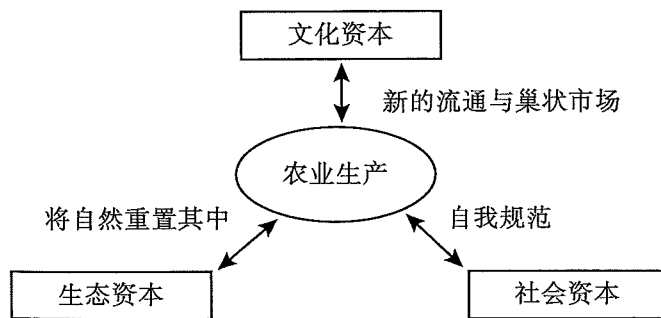 文化资本
新的流通与巢状市场
农业生产
将自然重置其中
自我规范
生态资本
社会资本